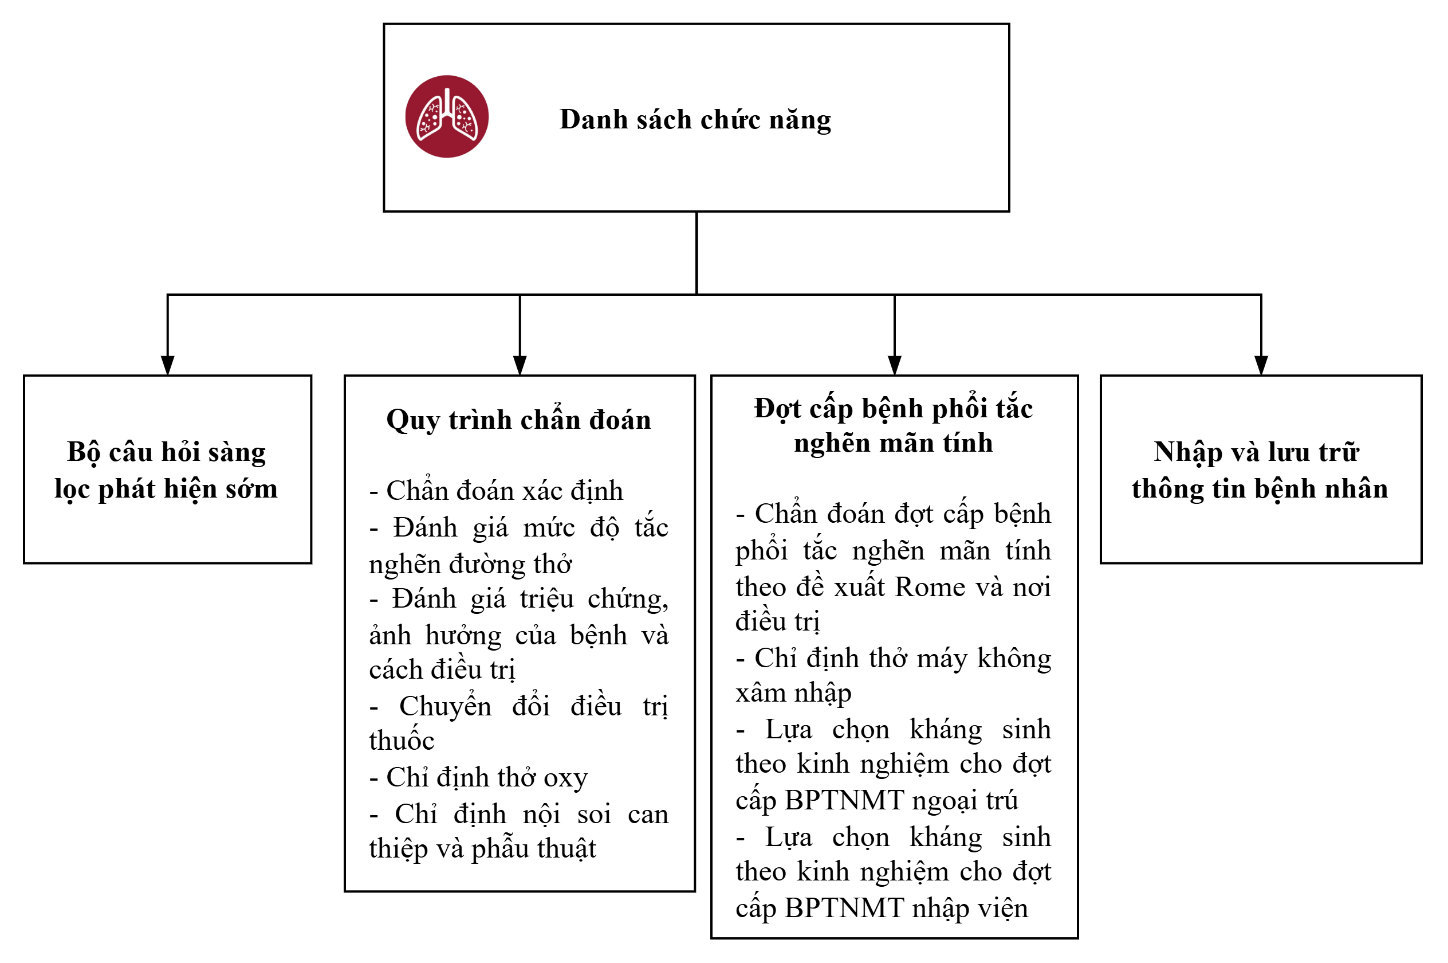 Danh sách chức năng
Bộ câu hỏi sàng
lọc phát hiện sớm
Quy trình chẩn đoán
- Chẩn đoán xác định
- Đánh giá mức độ tắc
nghẽn đường thở
- Đánh giá triệu chứng,
ảnh hưởng của bệnh và
cách điều trị
- Chuyển đổi điều trị
thuốc
- Chỉ định thở oxy
- Chỉ định nội soi can
thiệp và phẫu thuật
Đợt cấp bệnh phổi tắc
nghẽn mãn tính
- Chẩn đoán đợt cấp bệnh
phổi tắc nghẽn mãn tính
theo đề xuất Rome và nơi
điều trị
- Chỉ định thở máy không
xâm nhập
- Lựa chọn kháng sinh
theo kinh nghiệm cho đợt
cấp BPTNMT ngoại trú
- Lựa chọn kháng sinh
theo kinh nghiệm cho đợt
cấp BPTNMT nhập viện
Nhập và lưu trữ
thông tin bệnh nhân